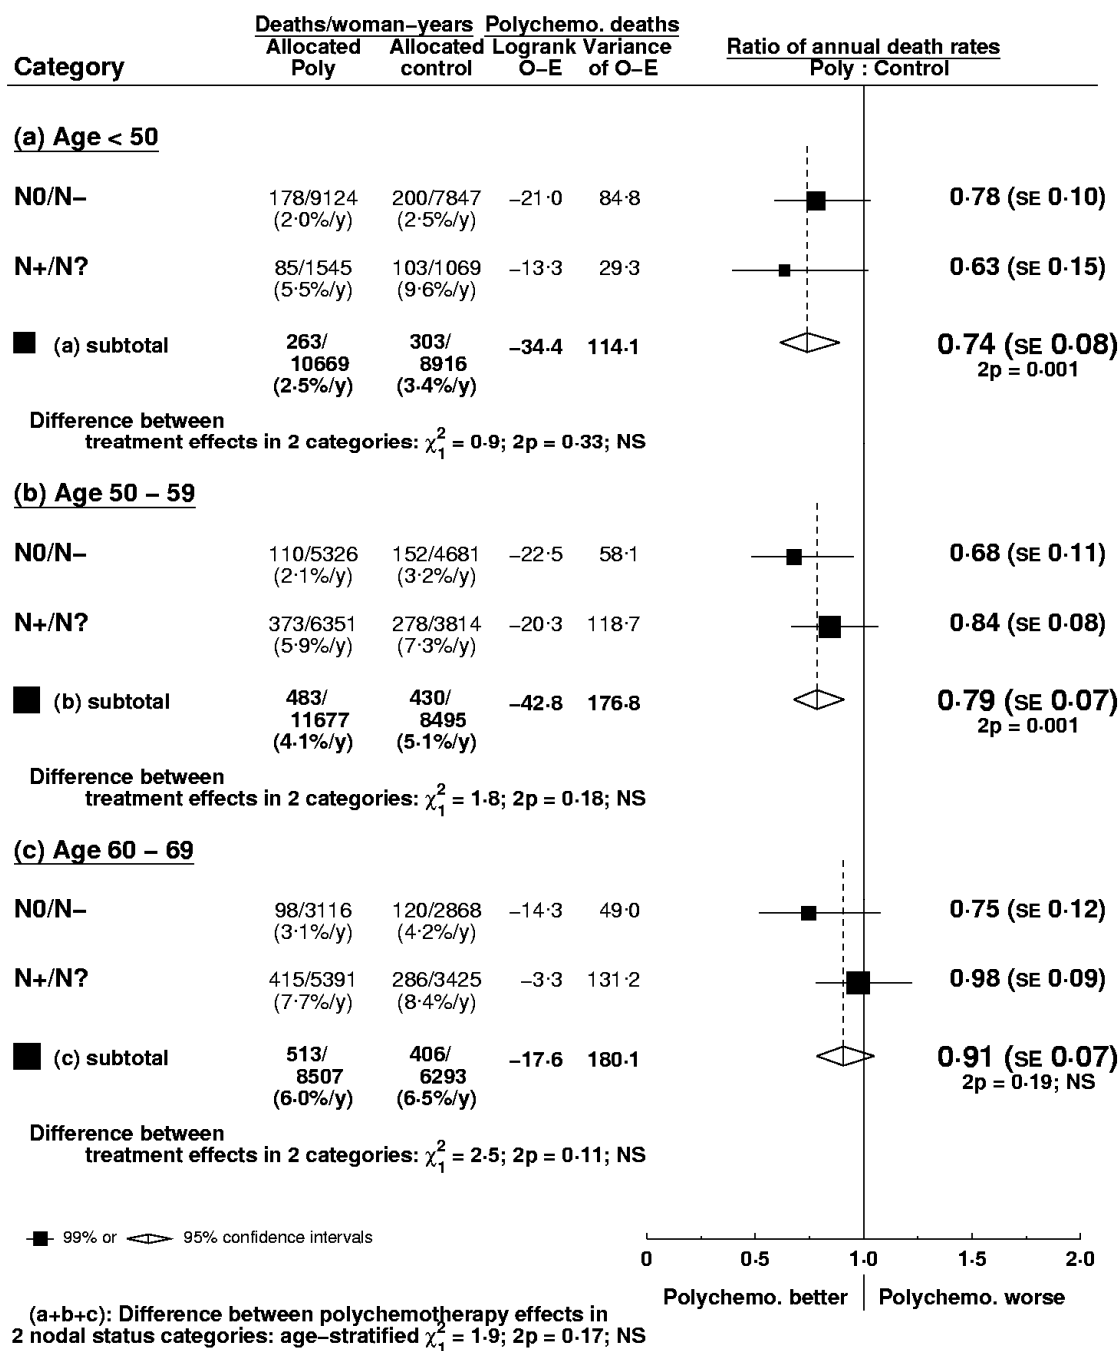 Deaths/woman–years Polychemo. deaths
Category Allocated Poly Allocated control Logrank O–E Variance of O–E Ratio of annual death rates Poly : Control
(a) Age < 50
N0/N– 178/9124 200/7847 –21·0 84·8 0·78 (SE 0·10)
(2·0%/y) (2·5%/y)
N+/N? 85/1545 103/1069 –13·3 29·3 0·63 (SE 0·15)
(5·5%/y) (9·6%/y)
(a) subtotal 263/ 303/ –34·4 114·1 0·74 (SE 0·08)
10669 8916 2p = 0·001
(2·5%/y) (3·4%/y)
Difference between
treatment effects in 2 categories: χ²₁ = 0·9; 2p = 0·33; NS
(b) Age 50 – 59
N0/N– 110/5326 152/4681 –22·5 58·1 0·68 (SE 0·11)
(2·1%/y) (3·2%/y)
N+/N? 373/6351 278/3814 –20·3 118·7 0·84 (SE 0·08)
(5·9%/y) (7·3%/y)
(b) subtotal 483/ 430/ –42·8 176·8 0·79 (SE 0·07)
11677 8495 2p = 0·001
(4·1%/y) (5·1%/y)
Difference between
treatment effects in 2 categories: χ²₁ = 1·8; 2p = 0·18; NS
(c) Age 60 – 69
N0/N– 98/3116 120/2868 –14·3 49·0 0·75 (SE 0·12)
(3·1%/y) (4·2%/y)
N+/N? 415/5391 286/3425 –3·3 131·2 0·98 (SE 0·09)
(7·7%/y) (8·4%/y)
(c) subtotal 513/ 406/ –17·6 180·1 0·91 (SE 0·07)
8507 6293 2p = 0·19; NS
(6·0%/y) (6·5%/y)
Difference between
treatment effects in 2 categories: χ²₁ = 2·5; 2p = 0·11; NS
99% or 95% confidence intervals
0 0·5 1·0 1·5 2·0
Polychemo. better Polychemo. worse
(a+b+c): Difference between polychemotherapy effects in
2 nodal status categories: age–stratified χ²₁ = 1·9; 2p = 0·17; NS